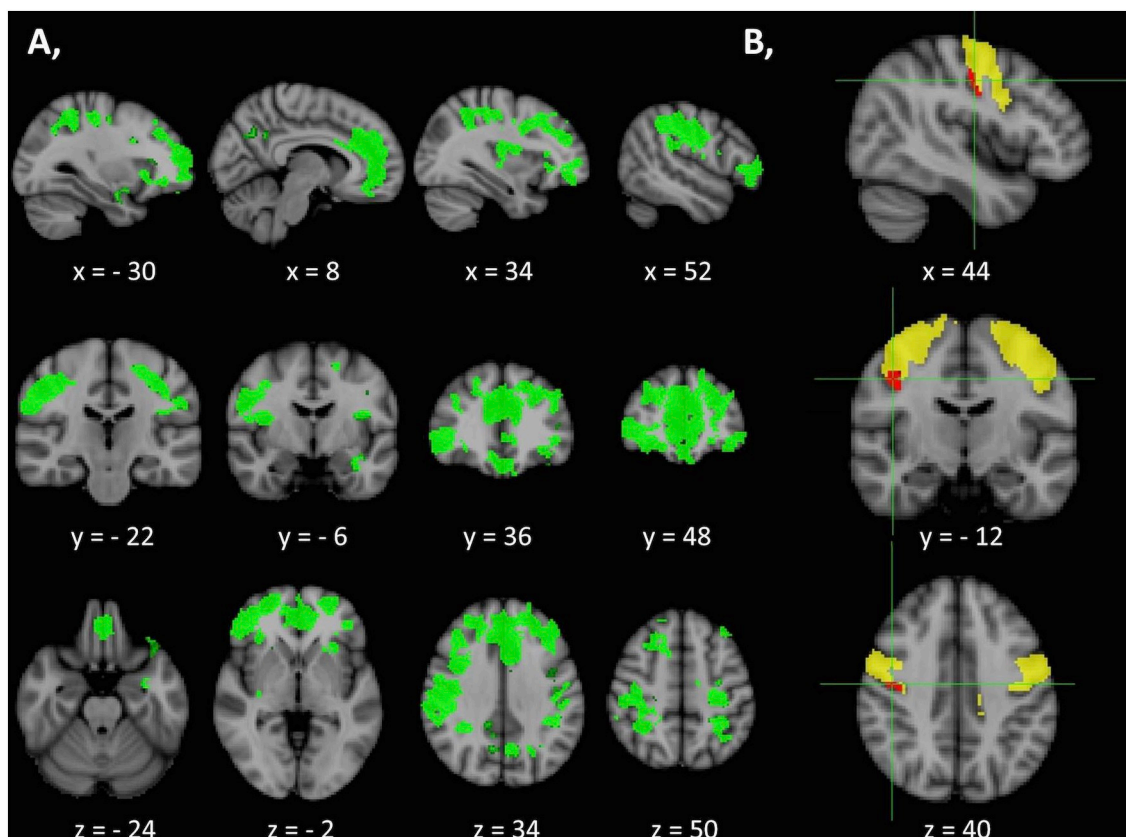 A,
B,
x = - 30
x = 8
x = 34
x = 52
x = 44
y = - 22
y = - 6
y = 36
y = 48
y = - 12
z = - 24
z = - 2
z = 34
z = 50
z = 40